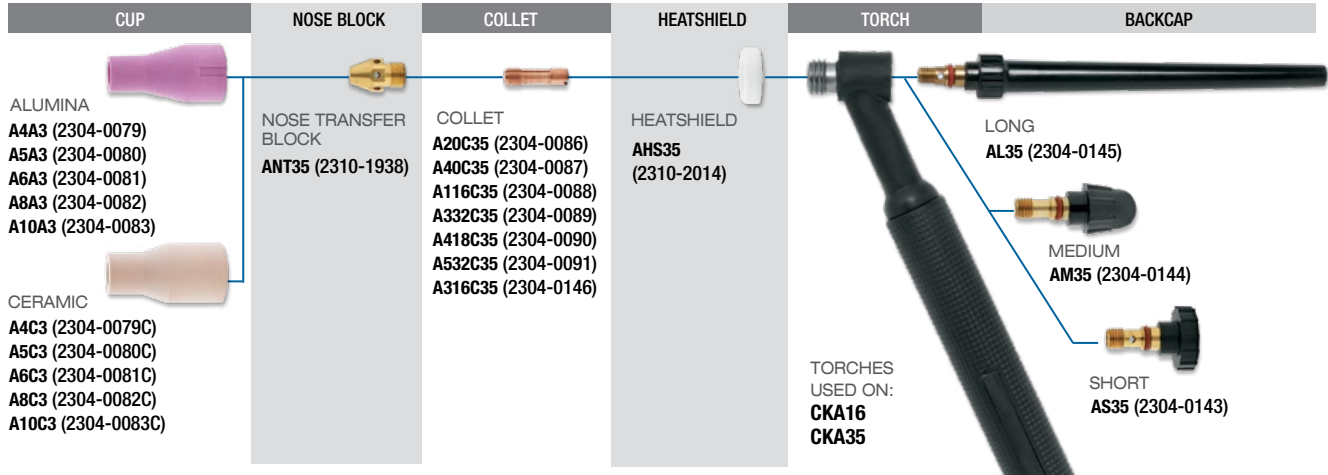 CUP
NOSE BLOCK
COLLET
HEATSHIELD
TORCH
BACKCAP
ALUMINA
A4A3 (2304-0079)
A5A3 (2304-0080)
A6A3 (2304-0081)
A8A3 (2304-0082)
A10A3 (2304-0083)
CERAMIC
A4C3 (2304-0079C)
A5C3 (2304-0080C)
A6C3 (2304-0081C)
A8C3 (2304-0082C)
A10C3 (2304-0083C)
NOSE TRANSFER
BLOCK
ANT35 (2310-1938)
COLLET
A20C35 (2304-0086)
A40C35 (2304-0087)
A116C35 (2304-0088)
A332C35 (2304-0089)
A418C35 (2304-0090)
A532C35 (2304-0091)
A316C35 (2304-0146)
HEATSHIELD
AHS35
(2310-2014)
TORCHES
USED ON:
CKA16
CKA35
LONG
AL35 (2304-0145)
MEDIUM
AM35 (2304-0144)
SHORT
AS35 (2304-0143)